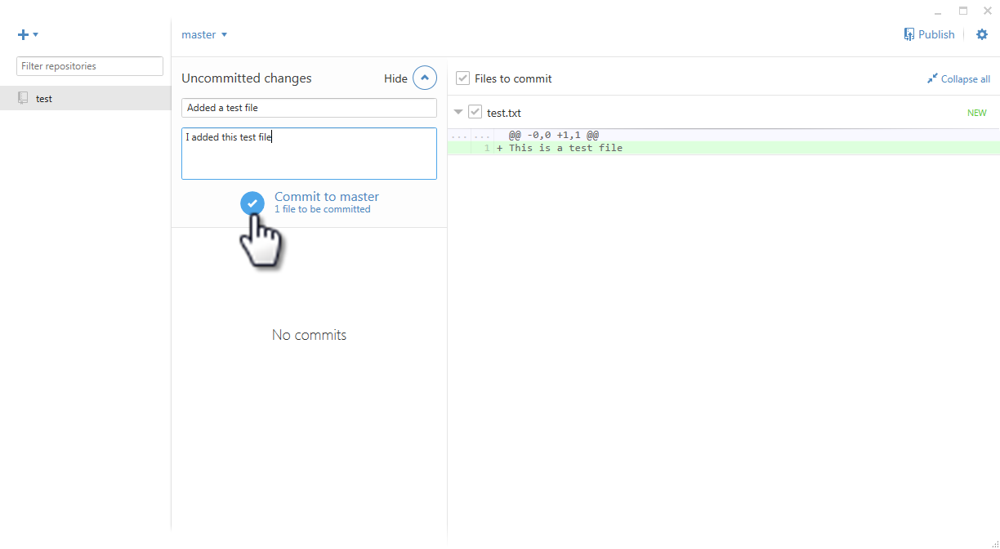 master
Publish
Filter repositories
test
Uncommitted changes
Hide
Added a test file
I added this test file
Commit to master
1 file to be committed
No commits
Files to commit
Collapse all
test.txt
NEW
... ... @@ -0,0 +1,1 @@
1 + This is a test file